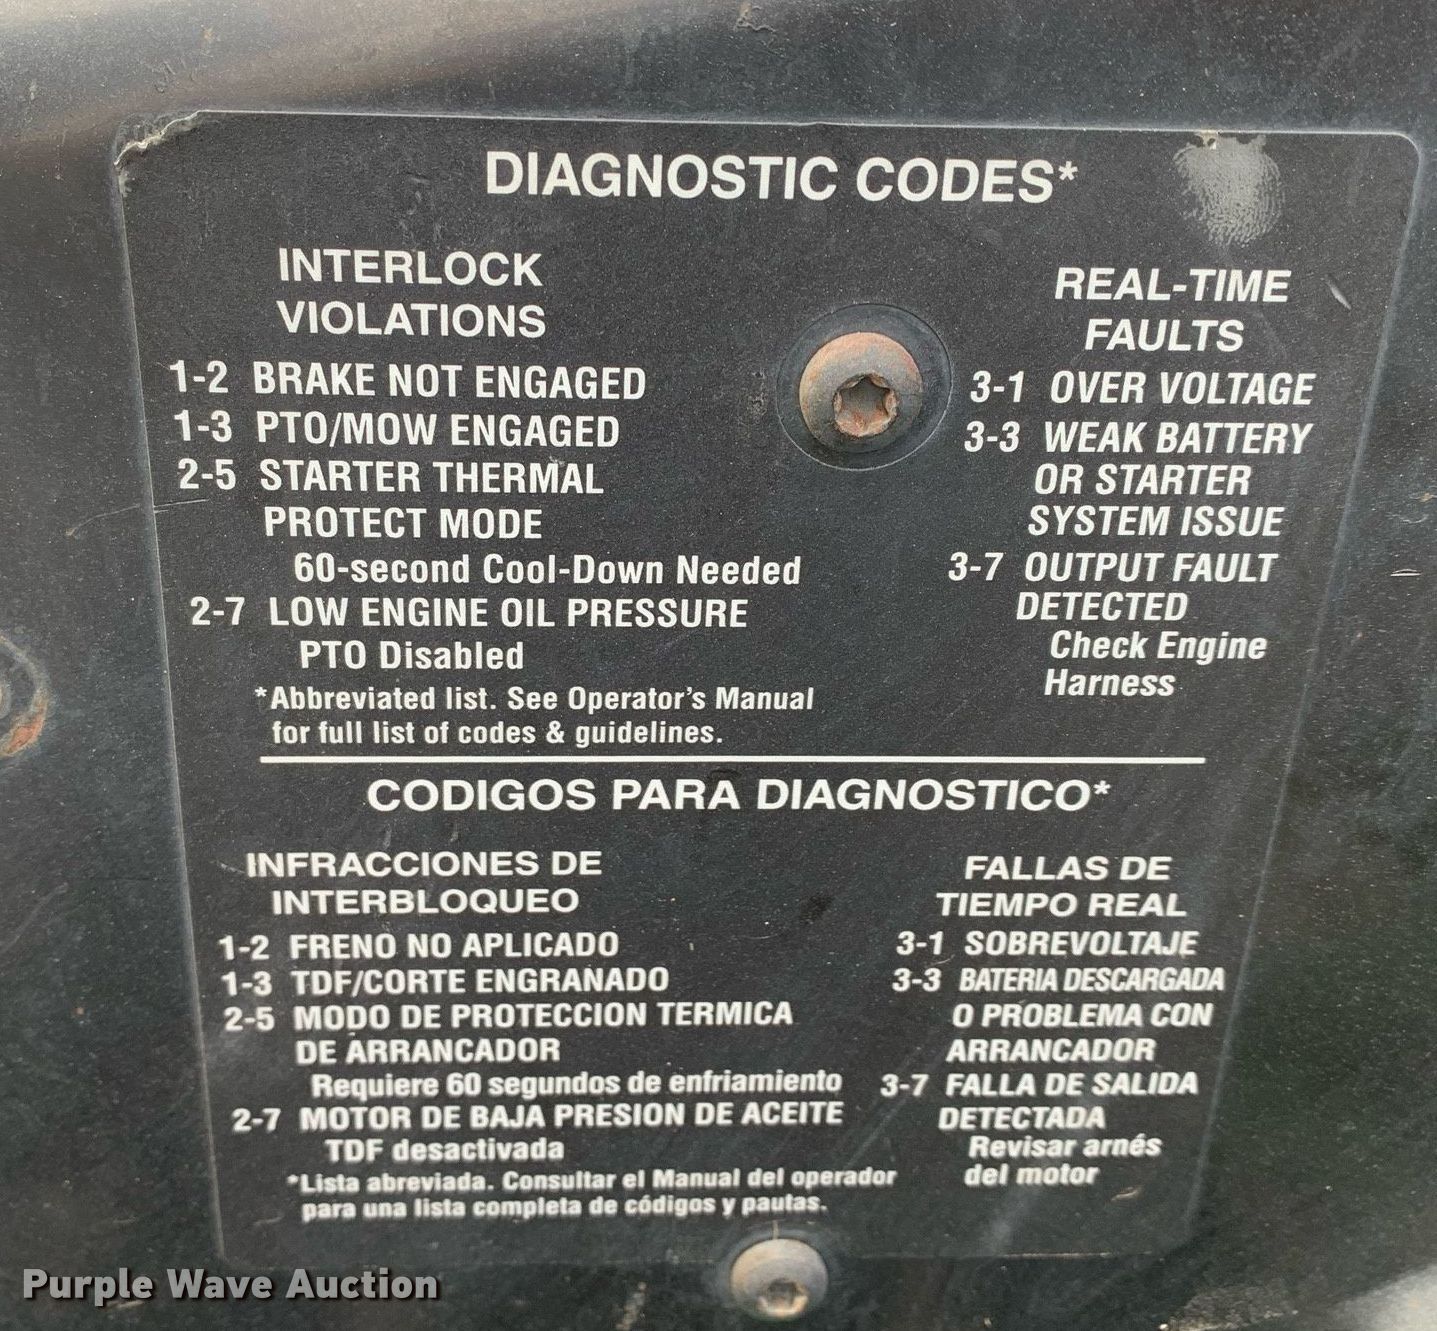 DIAGNOSTIC CODES*
INTERLOCK
VIOLATIONS
1-2 BRAKE NOT ENGAGED
1-3 PTO/MOW ENGAGED
2-5 STARTER THERMAL
PROTECT MODE
60-second Cool-Down Needed
2-7 LOW ENGINE OIL PRESSURE
PTO Disabled
*Abbreviated list. See Operator's Manual
for full list of codes & guidelines.
REAL-TIME
FAULTS
3-1 OVER VOLTAGE
3-3 WEAK BATTERY
OR STARTER
SYSTEM ISSUE
3-7 OUTPUT FAULT
DETECTED
Check Engine
Harness
CODIGOS PARA DIAGNOSTICO*
INFRACCIONES DE
INTERBLOQUEO
1-2 FRENO NO APLICADO
1-3 TDF/CORTE ENGRANADO
2-5 MODO DE PROTECCION TERMICA
DE ARRANCADOR
Requiere 60 segundos de enfriamiento
2-7 MOTOR DE BAJA PRESION DE ACEITE
TDF desactivada
*Lista abreviada. Consultar el Manual del operador
para una lista completa de códigos y pautas.
FALLAS DE
TIEMPO REAL
3-1 SOBREVOLTAJE
3-3 BATERIA DESCARGADA
O PROBLEMA CON
ARRANCADOR
3-7 FALLA DE SALIDA
DETECTADA
Revisar arnés
del motor
Purple Wave Auction